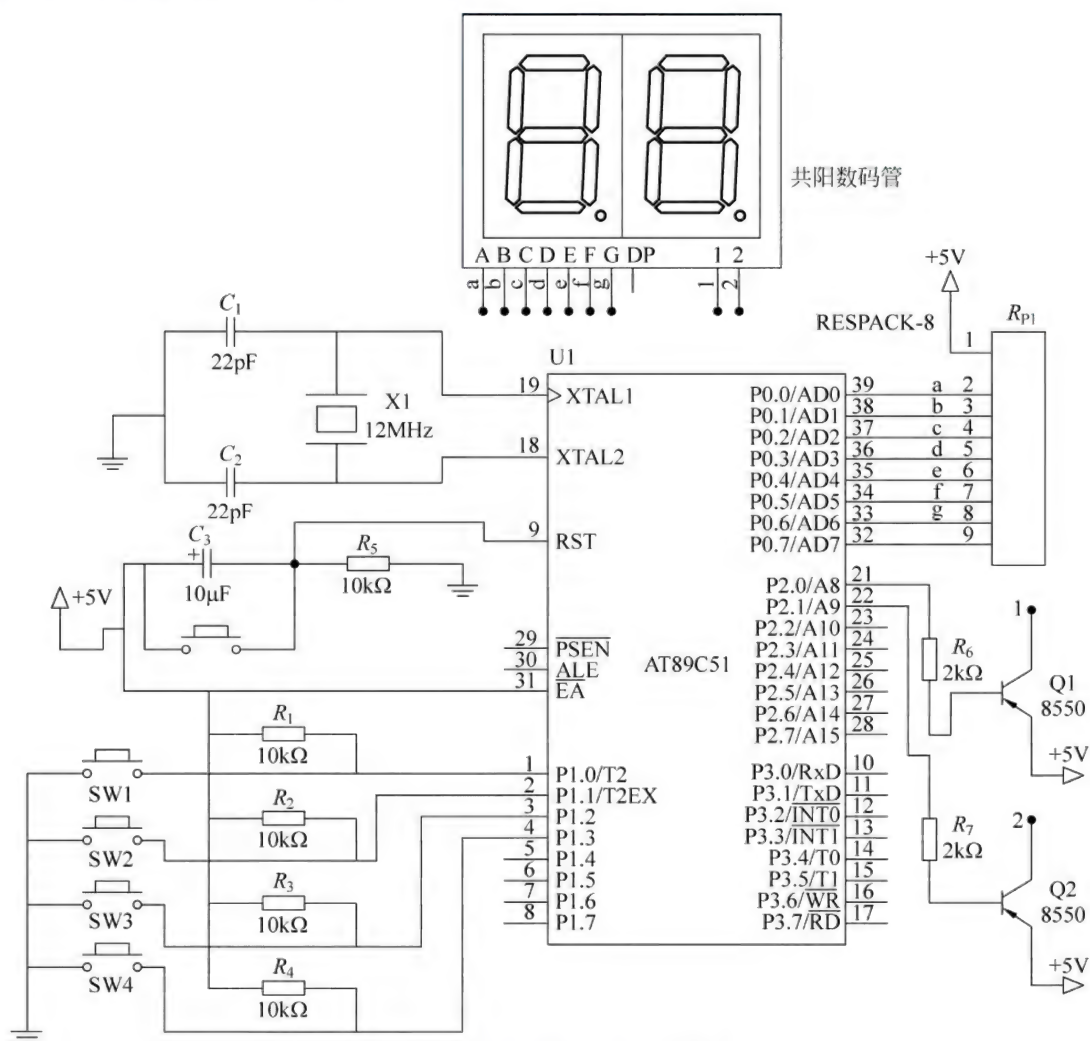 A B C D E F G DP 1 2
a b c d e f g 1 2
共阳数码管
+5V
RESPACK-8
RP1
1
C1
22pF
X1
12MHz
C2
22pF
U1
AT89C51
19 XTAL1
18 XTAL2
9 RST
29 PSEN
30 ALE
31 EA
1 P1.0/T2
2 P1.1/T2EX
3 P1.2
4 P1.3
5 P1.4
6 P1.5
7 P1.6
8 P1.7
P0.0/AD0 39 a 2
P0.1/AD1 38 b 3
P0.2/AD2 37 c 4
P0.3/AD3 36 d 5
P0.4/AD4 35 e 6
P0.5/AD5 34 f 7
P0.6/AD6 33 g 8
P0.7/AD7 32 9
P2.0/A8 21
P2.1/A9 22
P2.2/A10 23
P2.3/A11 24
P2.4/A12 25
P2.5/A13 26
P2.6/A14 27
P2.7/A15 28
P3.0/RxD 10
P3.1/TxD 11
P3.2/INT0 12
P3.3/INT1 13
P3.4/T0 14
P3.5/T1 15
P3.6/WR 16
P3.7/RD 17
C3
+
10μF
R5
10kΩ
+5V
R1
10kΩ
R2
10kΩ
R3
10kΩ
R4
10kΩ
SW1
SW2
SW3
SW4
R6
2kΩ
1
Q1
8550
+5V
R7
2kΩ
2
Q2
8550
+5V